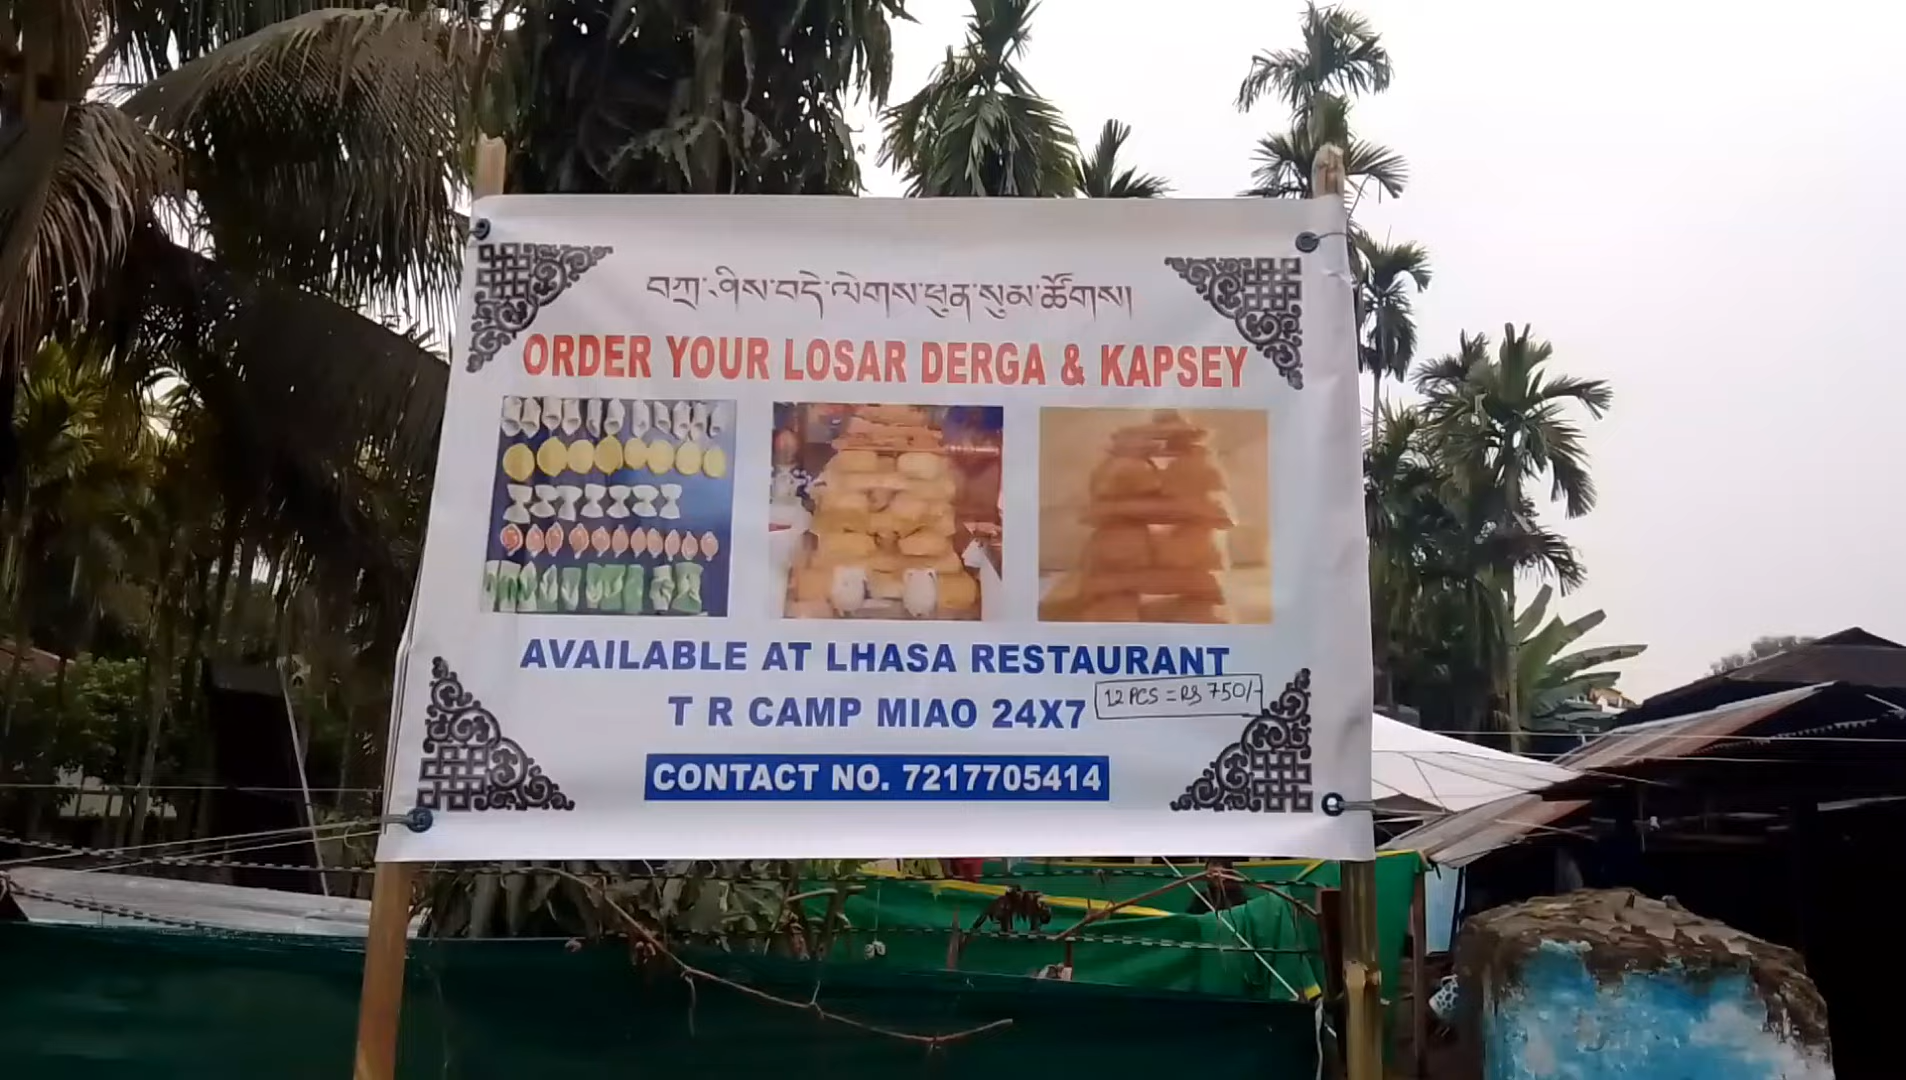 བཀྲ་ཤིས་བདེ་ལེགས་ཕུན་སུམ་ཚོགས།
ORDER YOUR LOSAR DERGA & KAPSEY
AVAILABLE AT LHASA RESTAURANT
T R CAMP MIAO 24X7
12 PCS = Rs 750/-
CONTACT NO. 7217705414